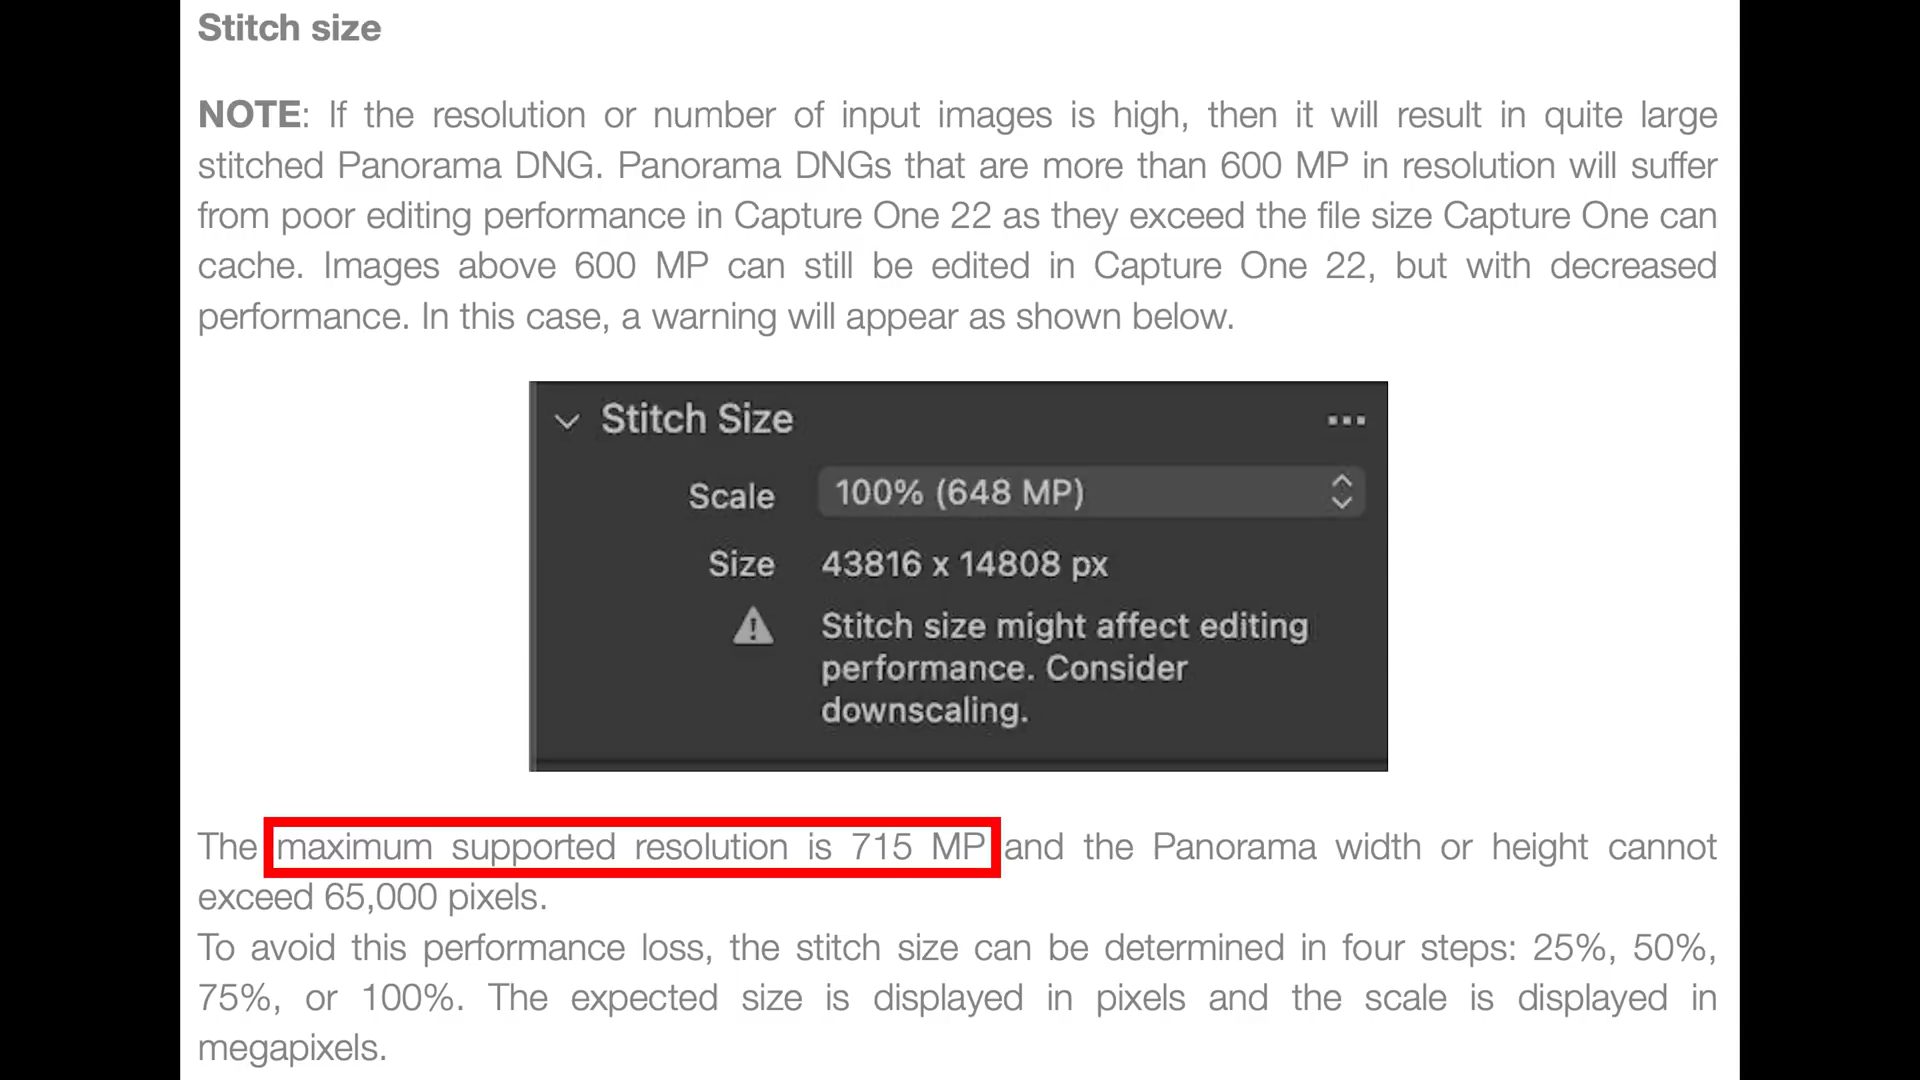 Stitch size
NOTE: If the resolution or number of input images is high, then it will result in quite large
stitched Panorama DNG. Panorama DNGs that are more than 600 MP in resolution will suffer
from poor editing performance in Capture One 22 as they exceed the file size Capture One can
cache. Images above 600 MP can still be edited in Capture One 22, but with decreased
performance. In this case, a warning will appear as shown below.
Stitch Size
Scale 100% (648 MP)
Size 43816 x 14808 px
Stitch size might affect editing
performance. Consider
downscaling.
The maximum supported resolution is 715 MP and the Panorama width or height cannot
exceed 65,000 pixels.
To avoid this performance loss, the stitch size can be determined in four steps: 25%, 50%,
75%, or 100%. The expected size is displayed in pixels and the scale is displayed in
megapixels.